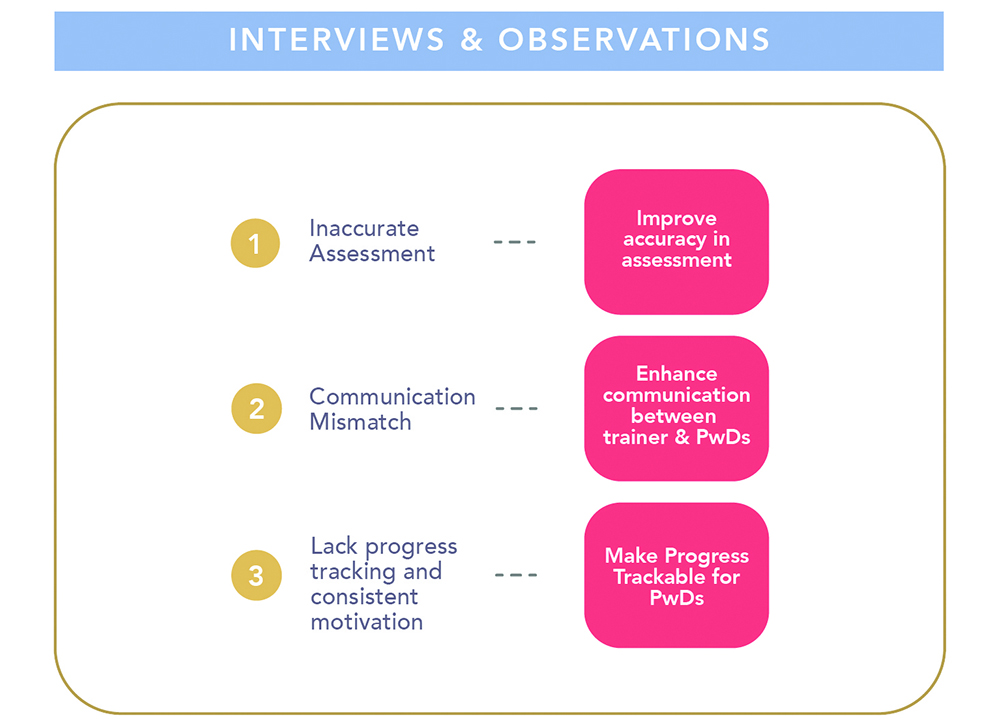 INTERVIEWS & OBSERVATIONS
1
Inaccurate
Assessment
Improve
accuracy in
assessment
2
Communication
Mismatch
Enhance
communication
between
trainer & PwDs
3
Lack progress
tracking and
consistent
motivation
Make Progress
Trackable for
PwDs